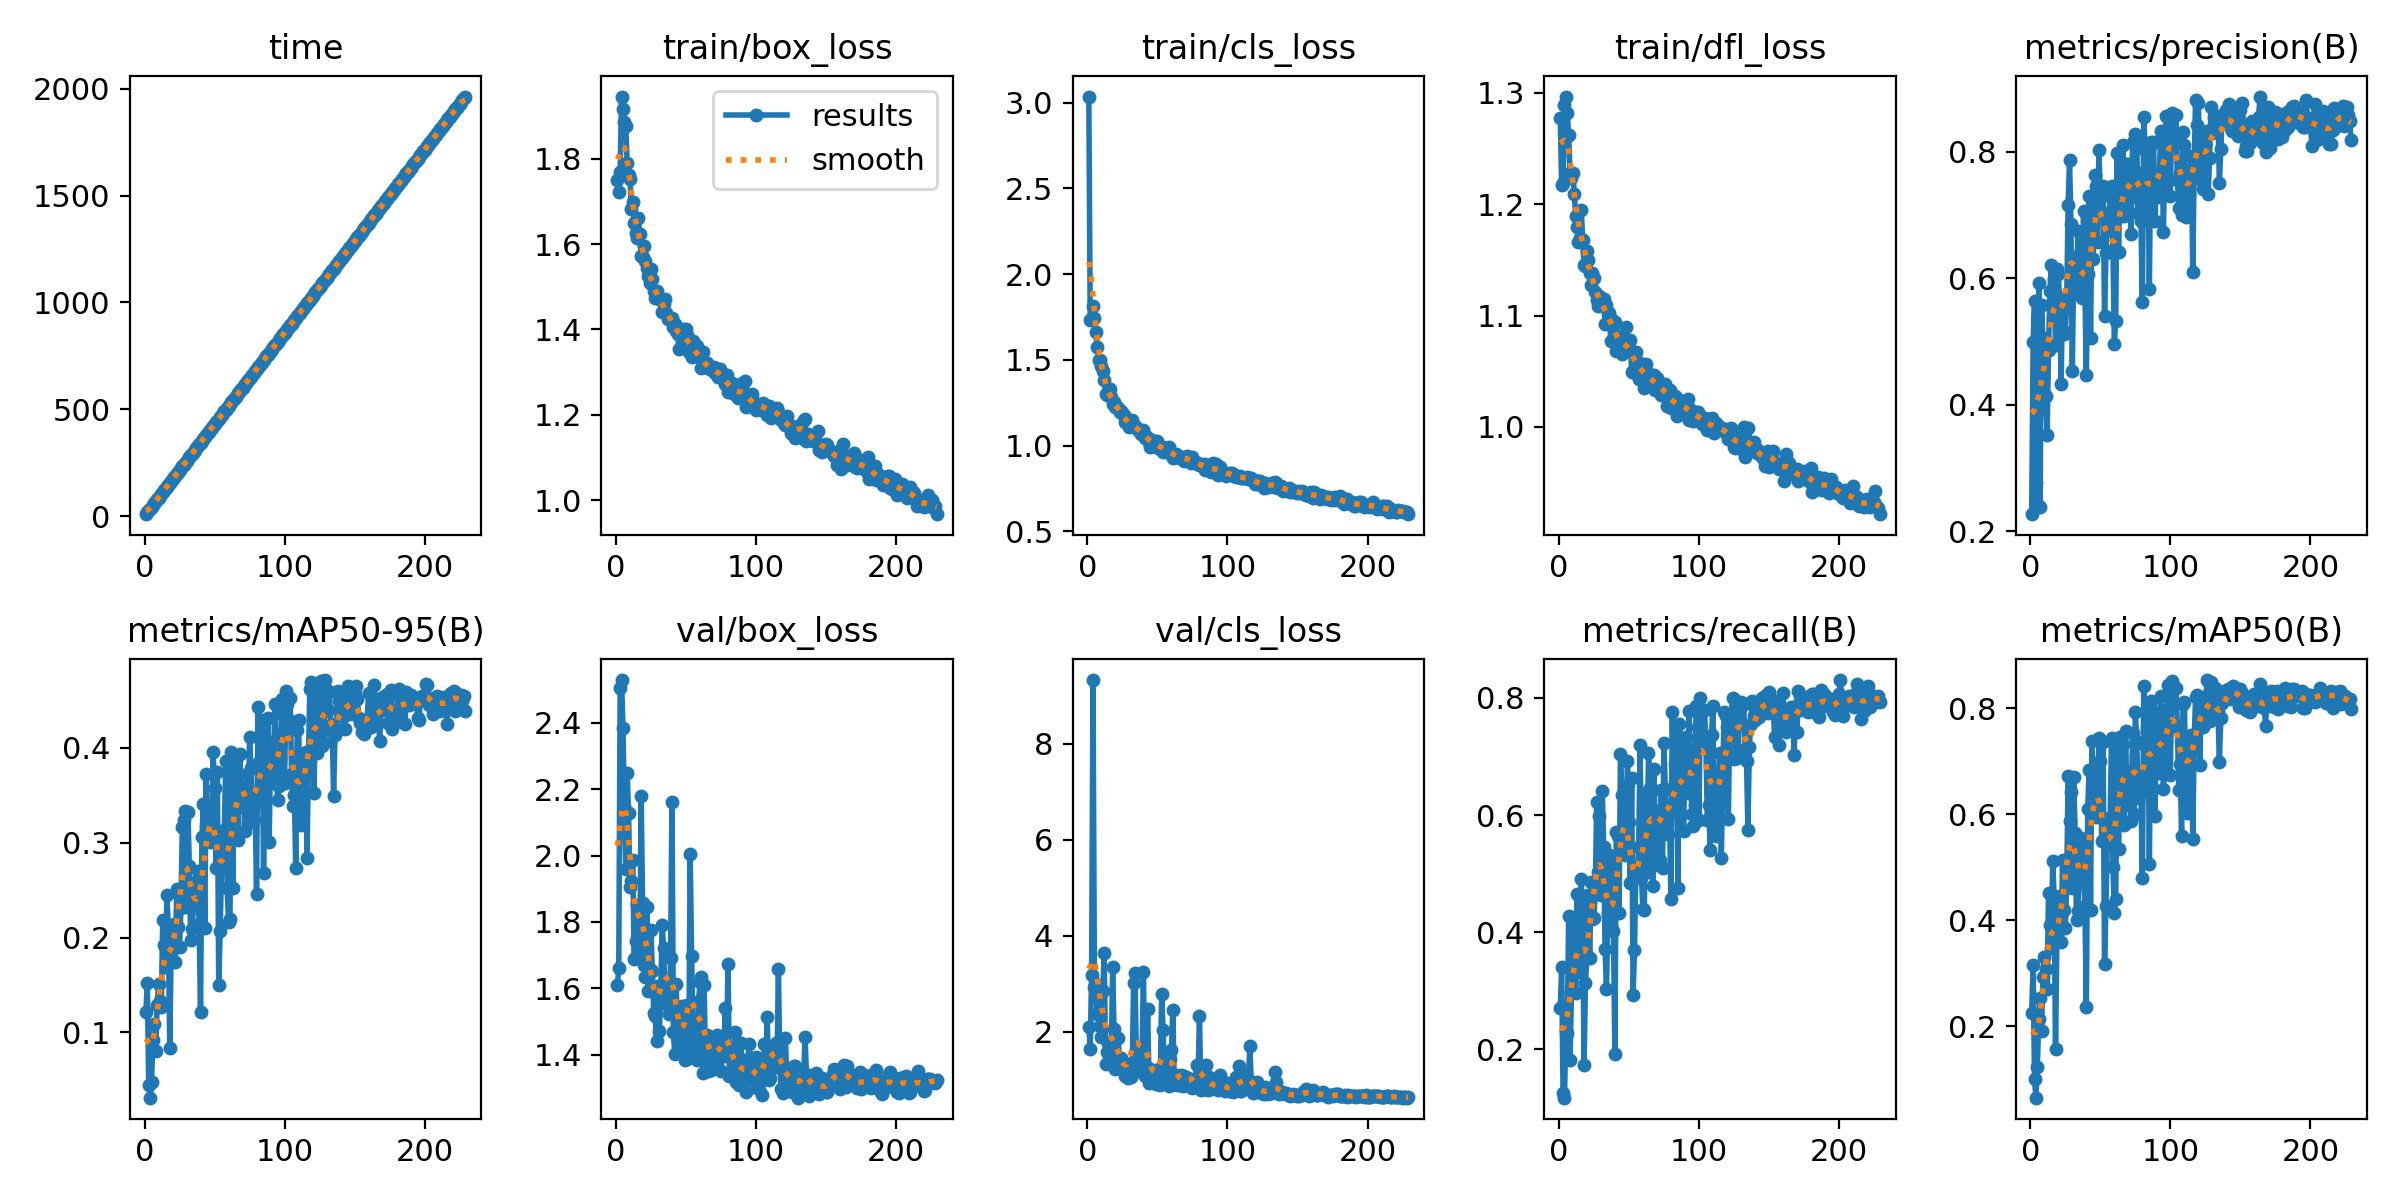 time
2000
1500
1000
500
0
0 100 200
train/box_loss
results
smooth
1.8
1.6
1.4
1.2
1.0
0 100 200
train/cls_loss
3.0
2.5
2.0
1.5
1.0
0.5
0 100 200
train/dfl_loss
1.3
1.2
1.1
1.0
0 100 200
metrics/precision(B)
0.8
0.6
0.4
0.2
0 100 200
metrics/mAP50-95(B)
0.4
0.3
0.2
0.1
0 100 200
val/box_loss
2.4
2.2
2.0
1.8
1.6
1.4
0 100 200
val/cls_loss
8
6
4
2
0 100 200
metrics/recall(B)
0.8
0.6
0.4
0.2
0 100 200
metrics/mAP50(B)
0.8
0.6
0.4
0.2
0 100 200